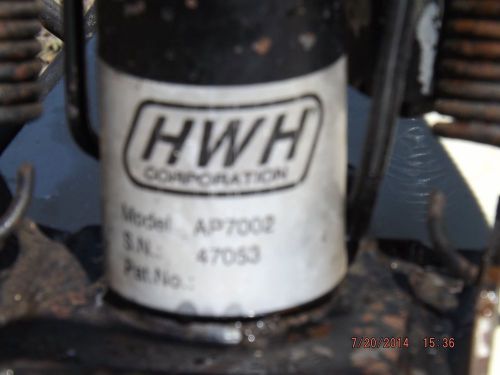 HWH
CORPORATION
Model AP7002
S.N.: 47053
Pat.No.:
7/20/2014 15:36